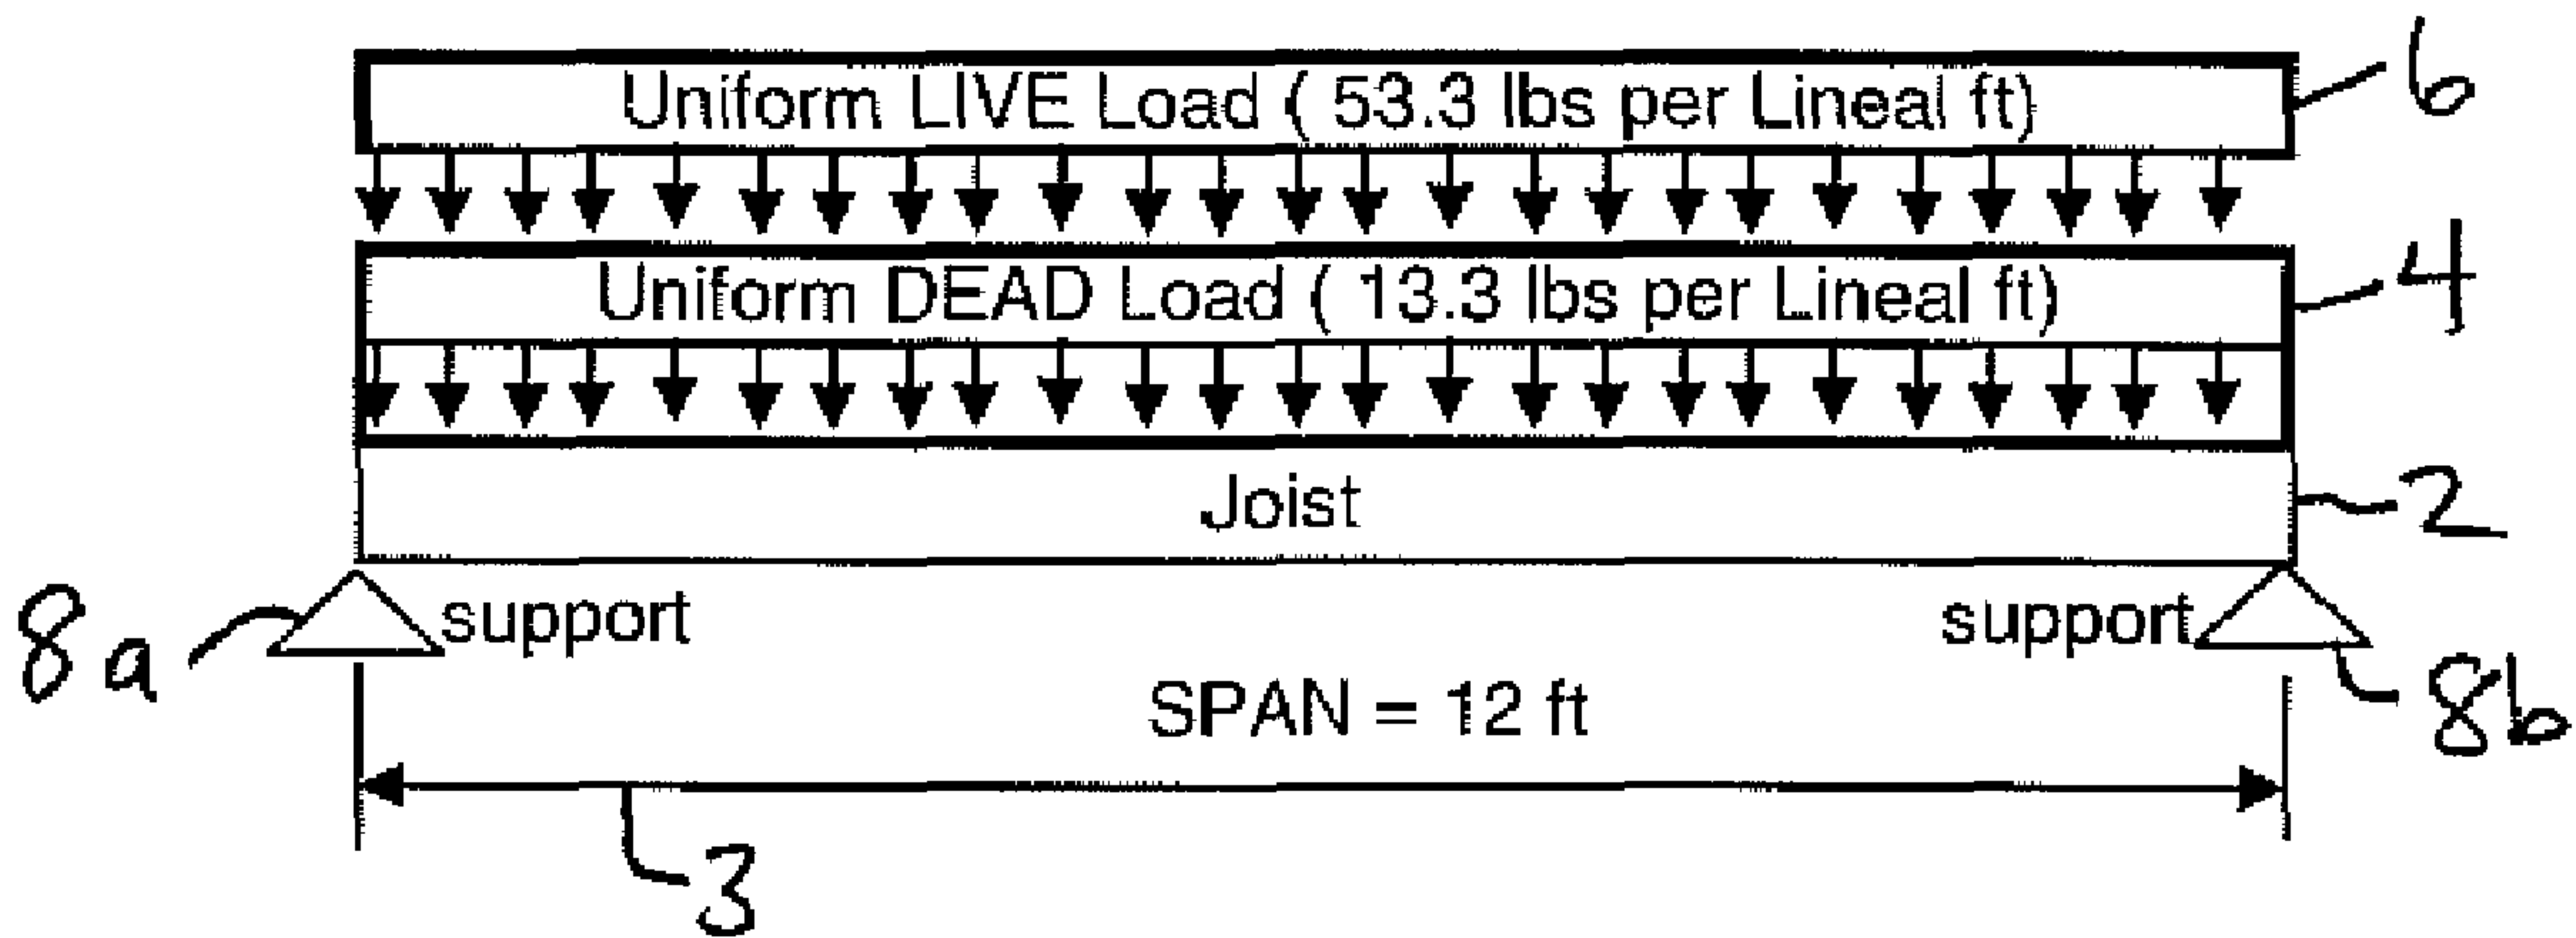 Uniform LIVE Load ( 53.3 lbs per Lineal ft)
6
Uniform DEAD Load ( 13.3 lbs per Lineal ft)
4
Joist
2
8a
support
support
8b
SPAN = 12 ft
3